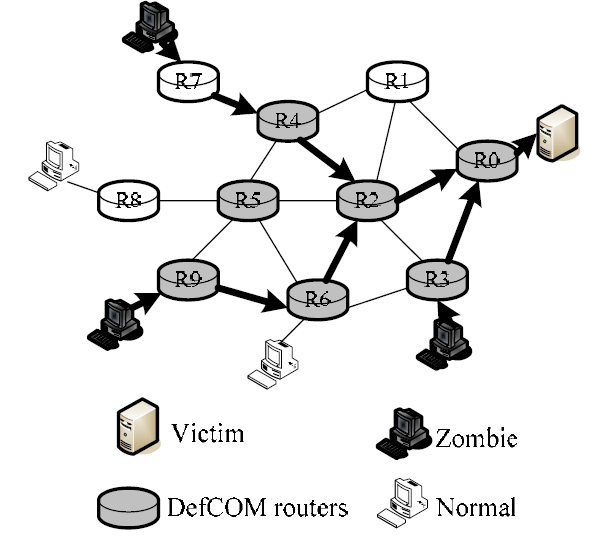 R7
R1
R4
R0
R8
R5
R2
R9
R6
R3
Victim
Zombie
DefCOM routers
Normal